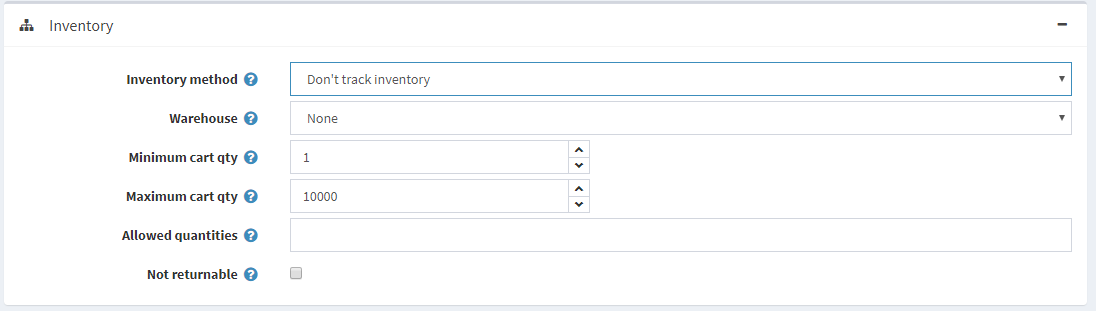 Inventory
Inventory method ? Don't track inventory
Warehouse ? None
Minimum cart qty ? 1
Maximum cart qty ? 10000
Allowed quantities ?
Not returnable ?